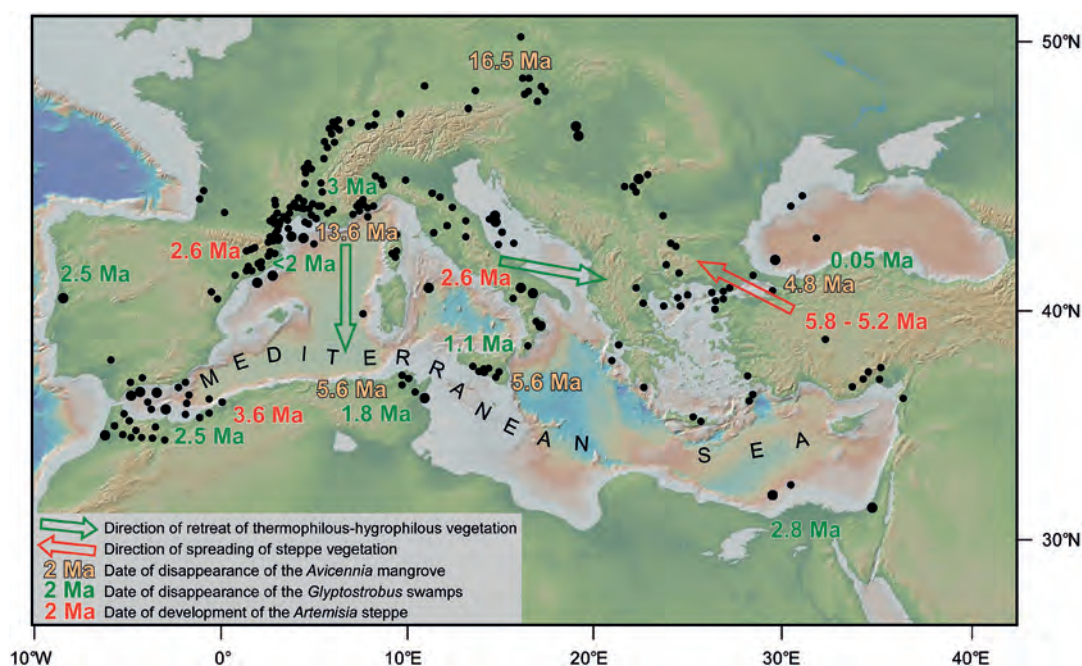 50°N
16.5 Ma
3 Ma
13.6 Ma
2.6 Ma
<2 Ma
2.5 Ma
2.6 Ma
0.05 Ma
4.8 Ma
40°N
5.8 - 5.2 Ma
1.1 Ma
MEDITERRANEAN SEA
5.6 Ma
5.6 Ma
3.6 Ma
1.8 Ma
2.5 Ma
2.8 Ma
30°N
Direction of retreat of thermophilous-hygrophilous vegetation
Direction of spreading of steppe vegetation
2 Ma Date of disappearance of the Avicennia mangrove
2 Ma Date of disappearance of the Glyptostrobus swamps
2 Ma Date of development of the Artemisia steppe
10°W 0° 10°E 20°E 30°E 40°E